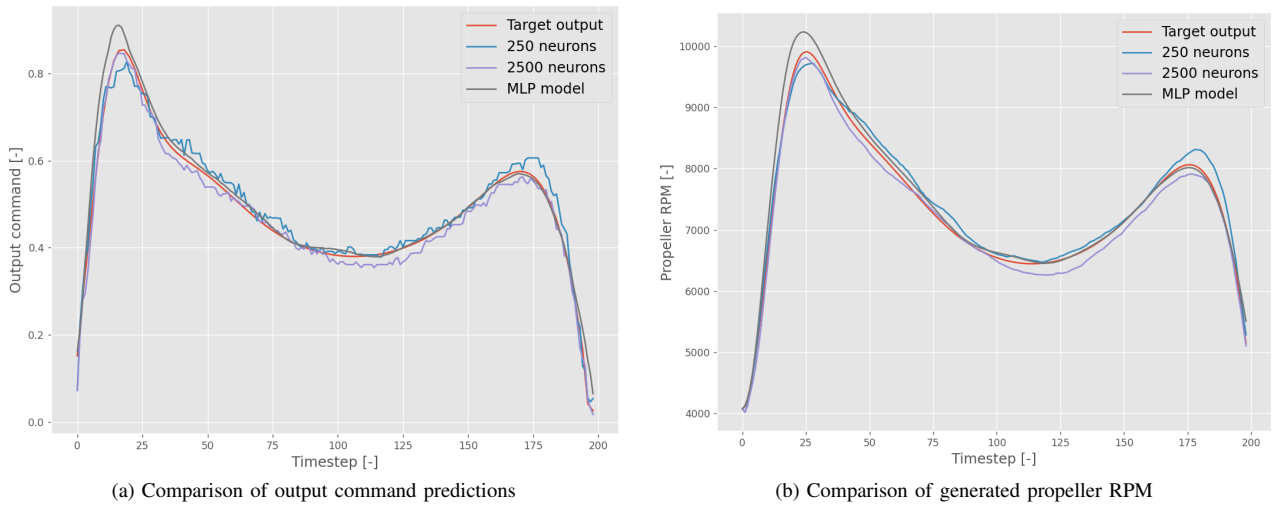 Target output
250 neurons
2500 neurons
MLP model
0.8
0.6
0.4
0.2
0.0
Output command [-]
0 25 50 75 100 125 150 175 200
Timestep [-]
(a) Comparison of output command predictions
Target output
250 neurons
2500 neurons
MLP model
10000
9000
8000
7000
6000
5000
4000
Propeller RPM [-]
0 25 50 75 100 125 150 175 200
Timestep [-]
(b) Comparison of generated propeller RPM